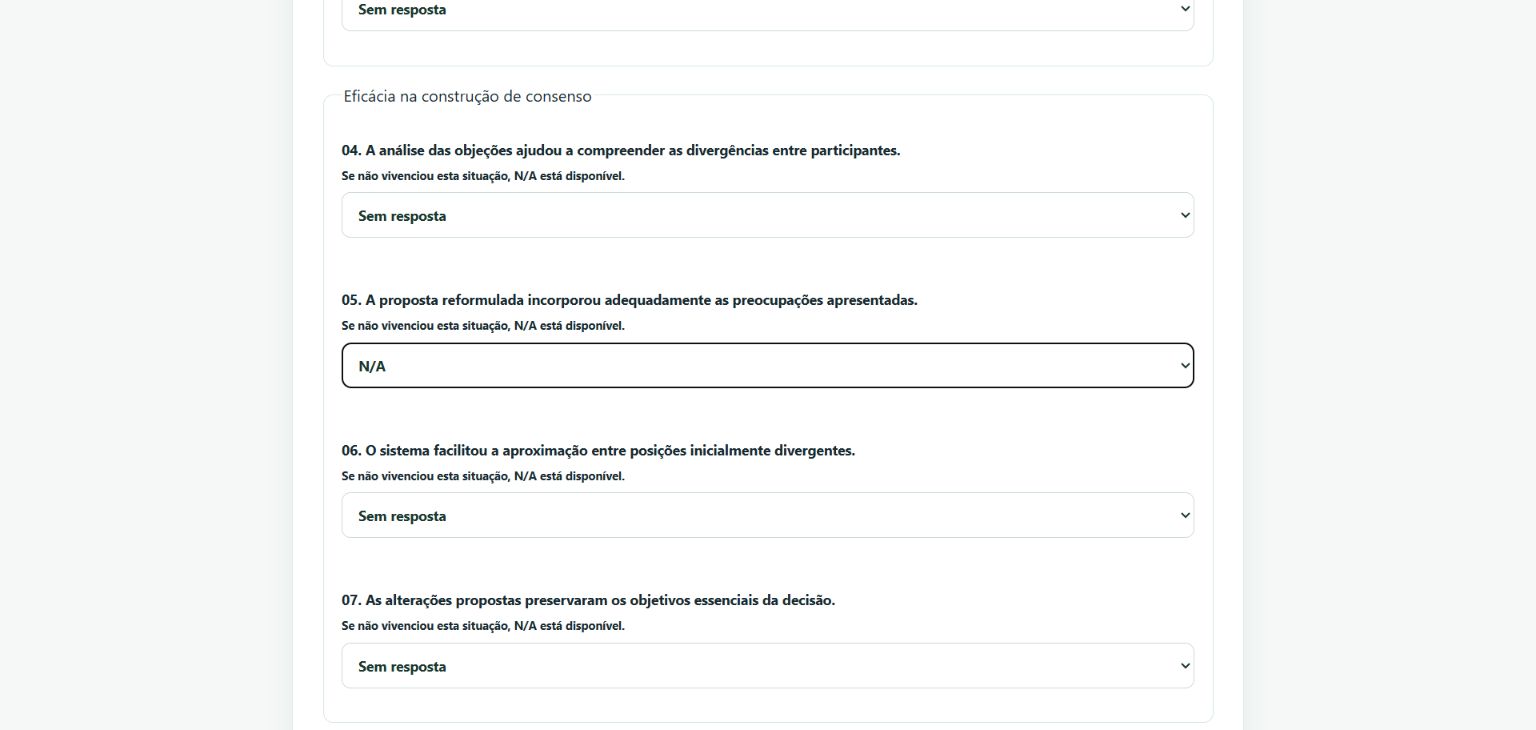 Sem resposta
Eficácia na construção de consenso
04. A análise das objeções ajudou a compreender as divergências entre participantes.
Se não vivenciou esta situação, N/A está disponível.
Sem resposta
05. A proposta reformulada incorporou adequadamente as preocupações apresentadas.
Se não vivenciou esta situação, N/A está disponível.
N/A
06. O sistema facilitou a aproximação entre posições inicialmente divergentes.
Se não vivenciou esta situação, N/A está disponível.
Sem resposta
07. As alterações propostas preservaram os objetivos essenciais da decisão.
Se não vivenciou esta situação, N/A está disponível.
Sem resposta